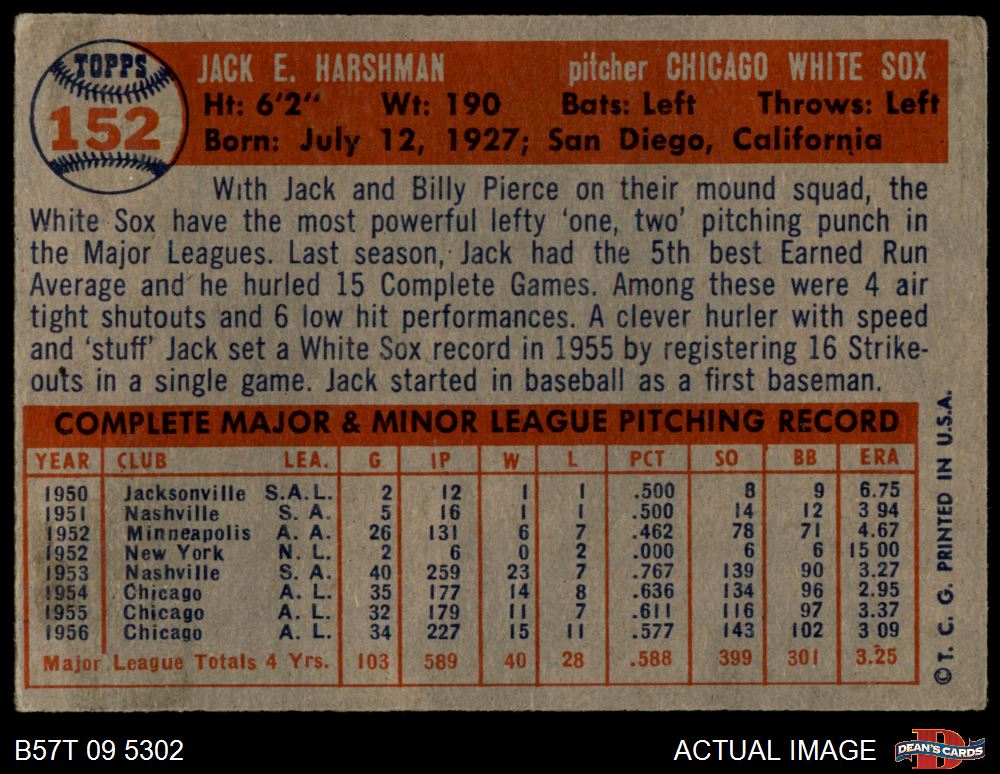 TOPPS
152
JACK E. HARSHMAN pitcher CHICAGO WHITE SOX
Ht: 6'2" Wt: 190 Bats: Left Throws: Left
Born: July 12, 1927; San Diego, California
With Jack and Billy Pierce on their mound squad, the
White Sox have the most powerful lefty 'one, two' pitching punch in
the Major Leagues. Last season, Jack had the 5th best Earned Run
Average and he hurled 15 Complete Games. Among these were 4 air
tight shutouts and 6 low hit performances. A clever hurler with speed
and 'stuff' Jack set a White Sox record in 1955 by registering 16 Strike-
outs in a single game. Jack started in baseball as a first baseman.
COMPLETE MAJOR & MINOR LEAGUE PITCHING RECORD
YEAR CLUB LEA. G IP W L PCT SO BB ERA
1950 Jacksonville S.A.L. 2 12 1 1 .500 8 9 6.75
1951 Nashville S. A. 5 16 1 1 .500 14 12 3 94
1952 Minneapolis A. A. 26 131 6 7 .462 78 71 4.67
1952 New York N. L. 2 6 0 2 .000 6 6 15 00
1953 Nashville S. A. 40 259 23 7 .767 139 90 3.27
1954 Chicago A. L. 35 177 14 8 .636 134 96 2.95
1955 Chicago A. L. 32 179 11 7 .611 116 97 3.37
1956 Chicago A. L. 34 227 15 11 .577 143 102 3 09
Major League Totals 4 Yrs. 103 589 40 28 .588 399 301 3.25
©T. C. G. PRINTED IN U.S.A.
B57T 09 5302 ACTUAL IMAGE
DEAN'S CARDS